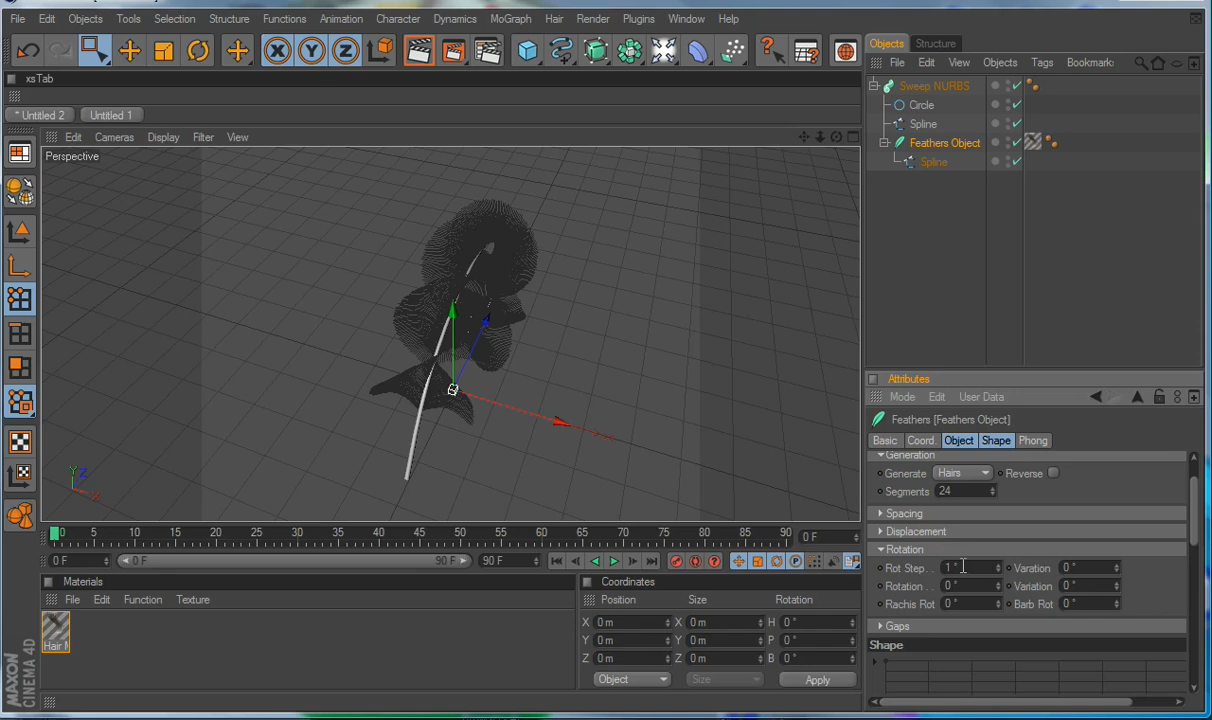 File Edit Objects Tools Selection Structure Functions Animation Character Dynamics MoGraph Hair Render Plugins Window Help
X Y Z
Objects Structure
File Edit View Objects Tags Bookmark:
xsTab
* Untitled 2 Untitled 1
Sweep NURBS
Circle
Spline
Feathers Object
Spline
Edit Cameras Display Filter View
Perspective
Y Z X
Attributes
Mode Edit User Data
Feathers [Feathers Object]
Basic Coord. Object Shape Phong
Generation
Generate Hairs Reverse
Segments 24
Spacing
Displacement
Rotation
Rot Step. . 1 ° Varation 0 °
Rotation . . 0 ° Variation 0 °
Rachis Rot 0 ° Barb Rot 0 °
Gaps
Shape
0 5 10 15 20 25 30 35 40 45 50 55 60 65 70 75 80 85 90 0 F
0 F 0 F 90 F 90 F
Materials
File Edit Function Texture
Hair M
Coordinates
Position Size Rotation
X 0 m X 0 m H 0 °
Y 0 m Y 0 m P 0 °
Z 0 m Z 0 m B 0 °
Object Size Apply
MAXON
CINEMA 4D